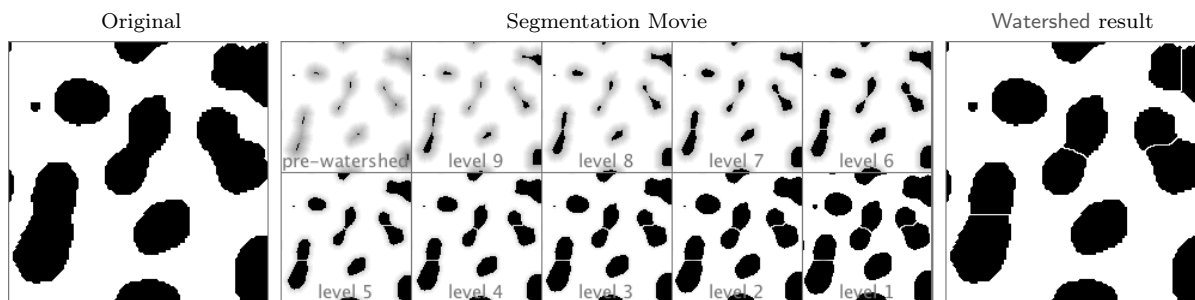 Original
Segmentation Movie
Watershed result
pre-watershed
level 9
level 8
level 7
level 6
level 5
level 4
level 3
level 2
level 1